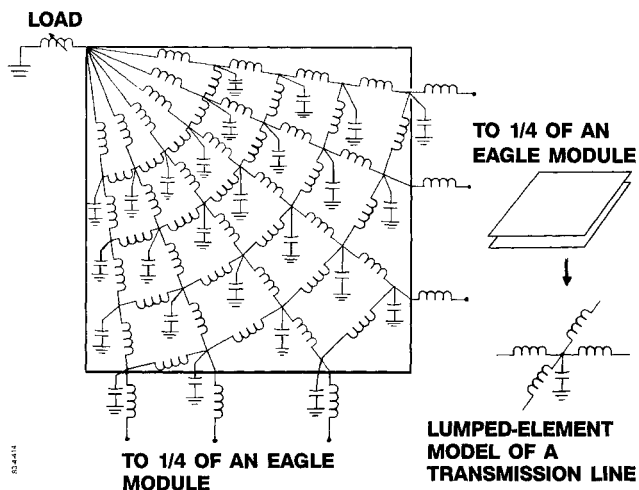 LOAD
TO 1/4 OF AN
EAGLE MODULE
LUMPED-ELEMENT
MODEL OF A
TRANSMISSION LINE
TO 1/4 OF AN EAGLE
MODULE